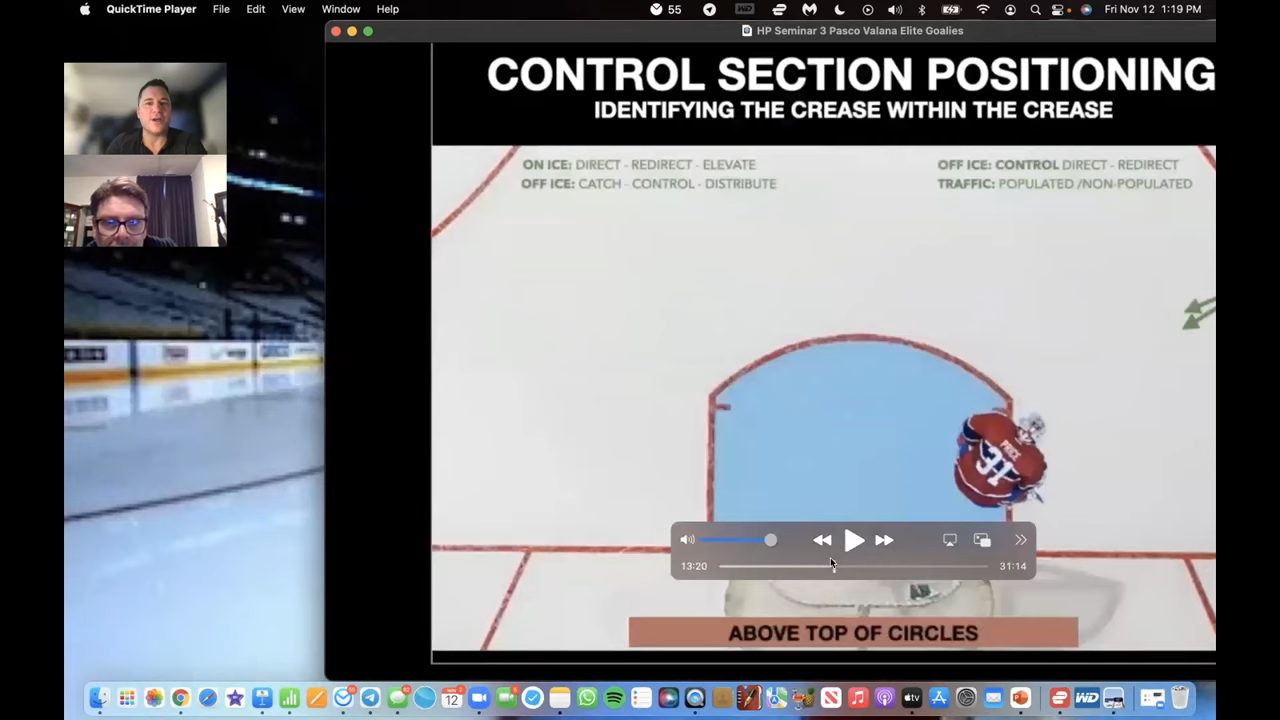 QuickTime Player File Edit View Window Help 55 Fri Nov 12 1:19 PM
HP Seminar 3 Pasco Valana Elite Goalies
CONTROL SECTION POSITIONING
IDENTIFYING THE CREASE WITHIN THE CREASE
ON ICE: DIRECT - REDIRECT - ELEVATE
OFF ICE: CATCH - CONTROL - DISTRIBUTE
OFF ICE: CONTROL DIRECT - REDIRECT
TRAFFIC: POPULATED /NON-POPULATED
PRICE
31
13:20 31:14
ABOVE TOP OF CIRCLES
12 tv WD